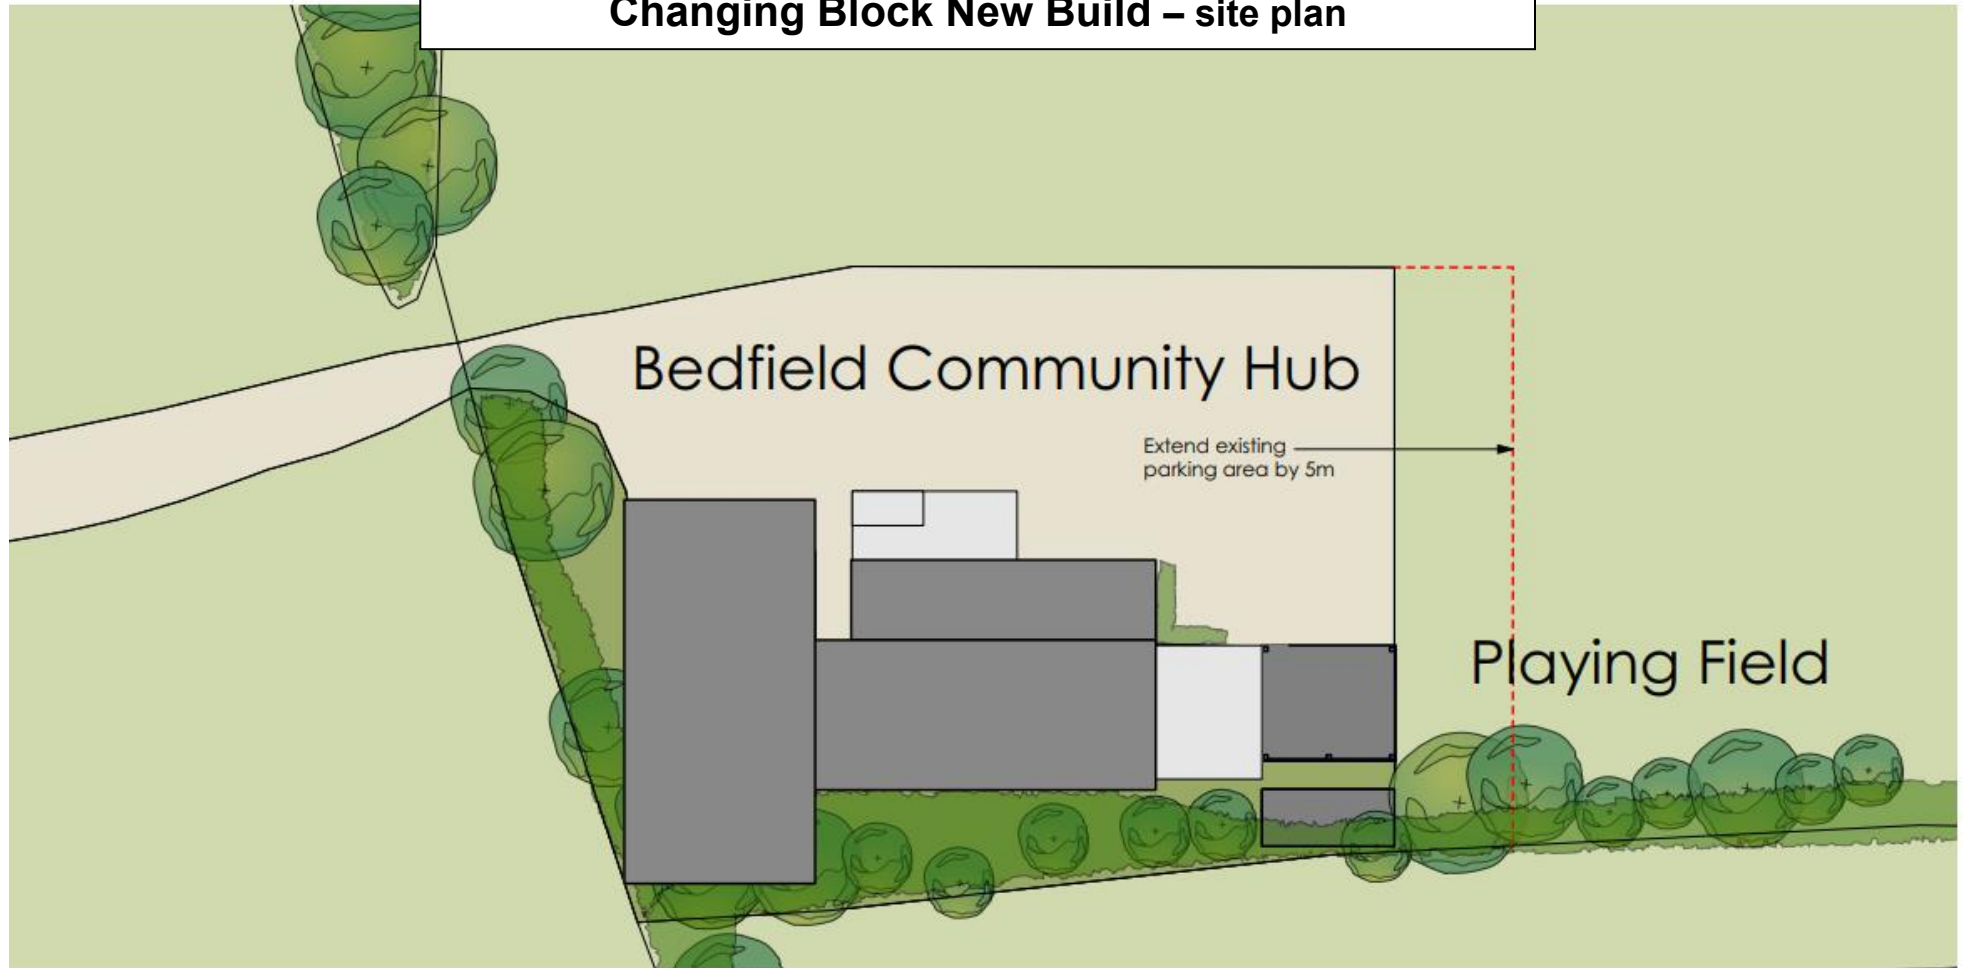 Changing Block New Build – site plan
Bedfield Community Hub
Extend existing
parking area by 5m
Playing Field